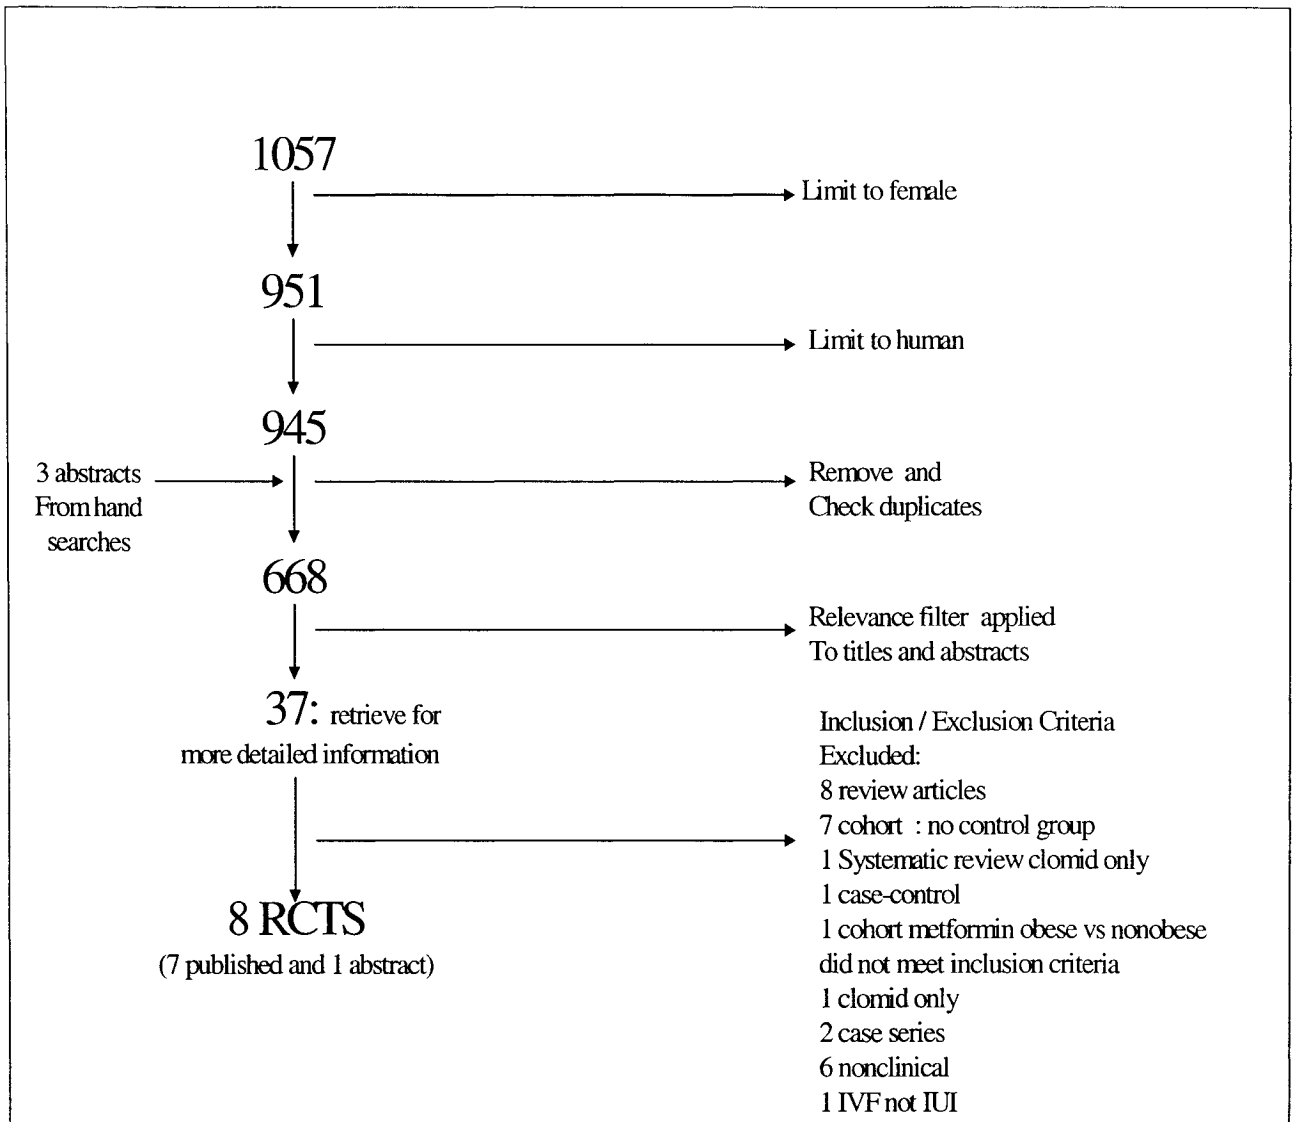 1057
Limit to female
951
Limit to human
945
3 abstracts
From hand
searches
Remove and
Check duplicates
668
Relevance filter applied
To titles and abstracts
37: retrieve for
more detailed information
Inclusion / Exclusion Criteria
Excluded:
8 review articles
7 cohort : no control group
1 Systematic review clomid only
1 case-control
1 cohort metformin obese vs nonobese
did not meet inclusion criteria
1 clomid only
2 case series
6 nonclinical
1 IVF not IUI
8 RCTS
(7 published and 1 abstract)